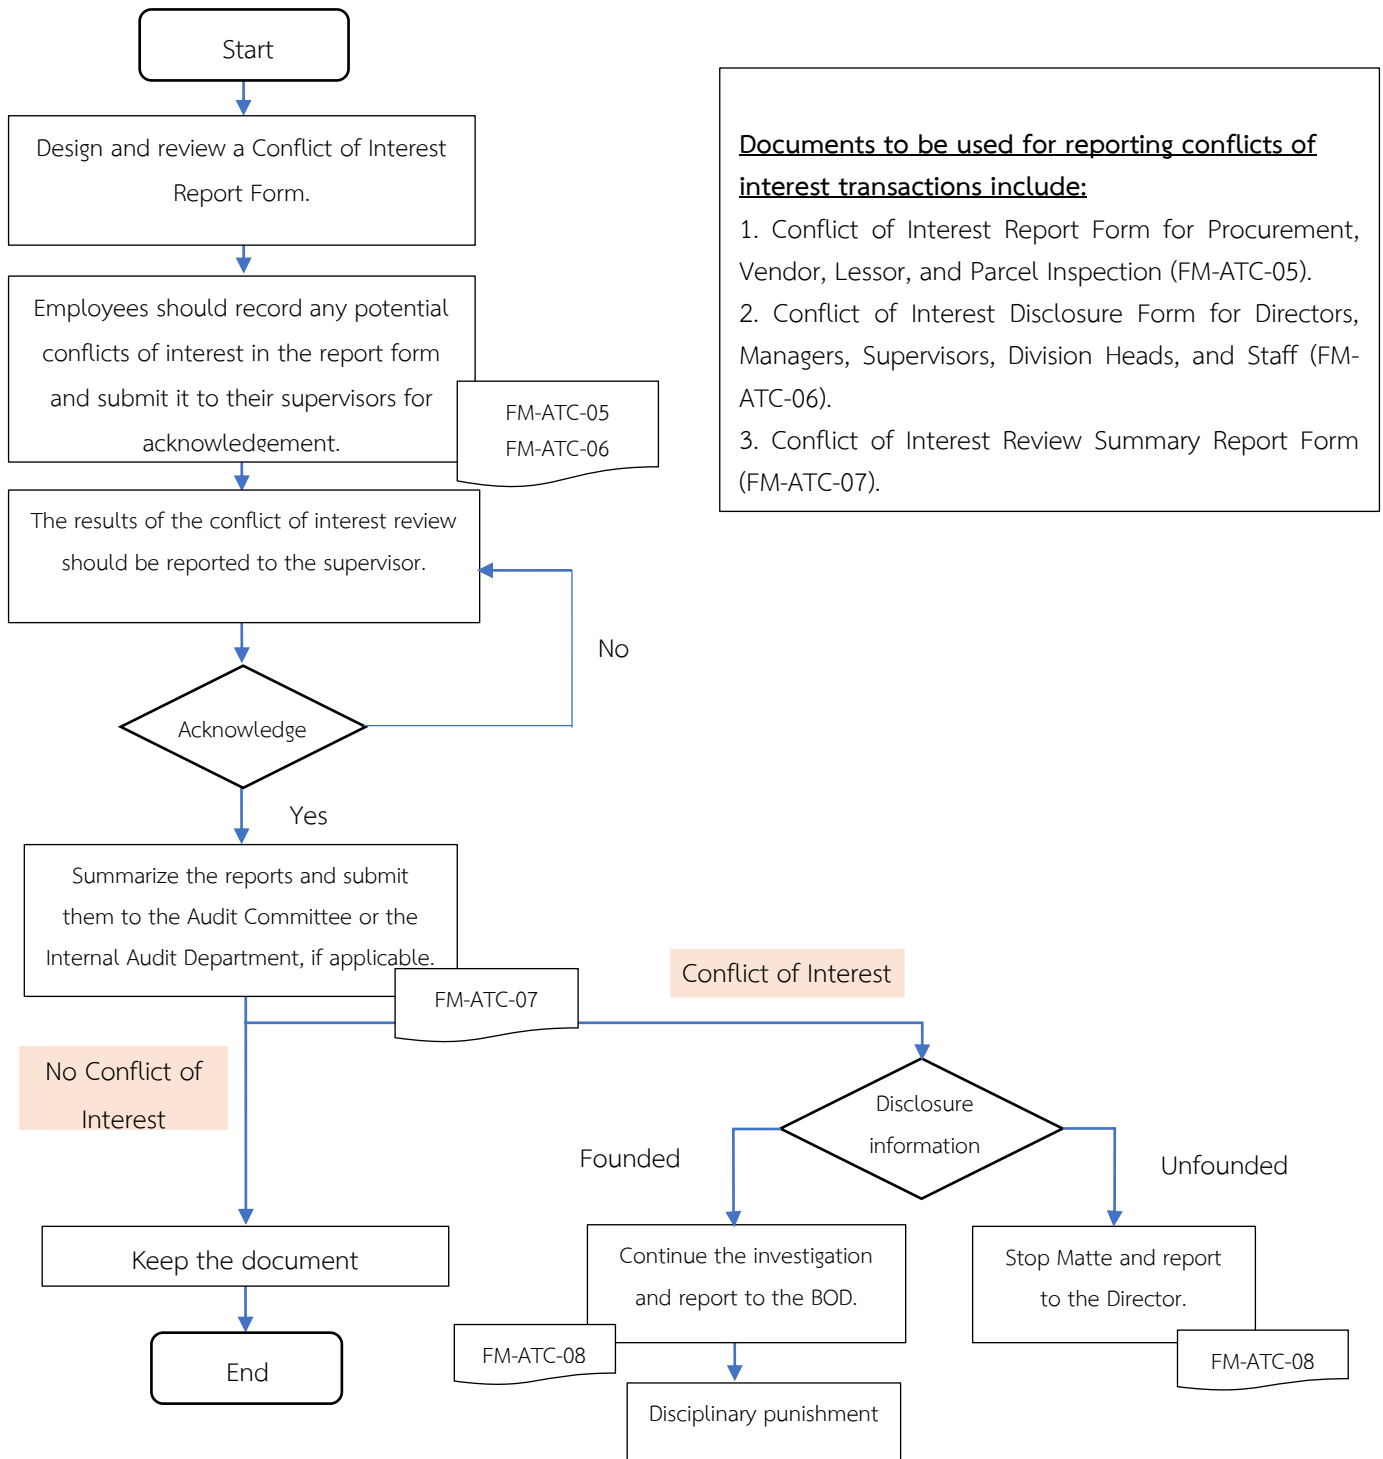 Start
Design and review a Conflict of Interest
Report Form.
Employees should record any potential
conflicts of interest in the report form
and submit it to their supervisors for
acknowledgement.
FM-ATC-05
FM-ATC-06
The results of the conflict of interest review
should be reported to the supervisor.
No
Acknowledge
Yes
Summarize the reports and submit
them to the Audit Committee or the
Internal Audit Department, if applicable.
FM-ATC-07
Conflict of Interest
No Conflict of
Interest
Disclosure
information
Founded
Unfounded
Keep the document
End
Continue the investigation
and report to the BOD.
FM-ATC-08
Disciplinary punishment
Stop Matte and report
to the Director.
FM-ATC-08
Documents to be used for reporting conflicts of
interest transactions include:
1. Conflict of Interest Report Form for Procurement,
Vendor, Lessor, and Parcel Inspection (FM-ATC-05).
2. Conflict of Interest Disclosure Form for Directors,
Managers, Supervisors, Division Heads, and Staff (FM-
ATC-06).
3. Conflict of Interest Review Summary Report Form
(FM-ATC-07).